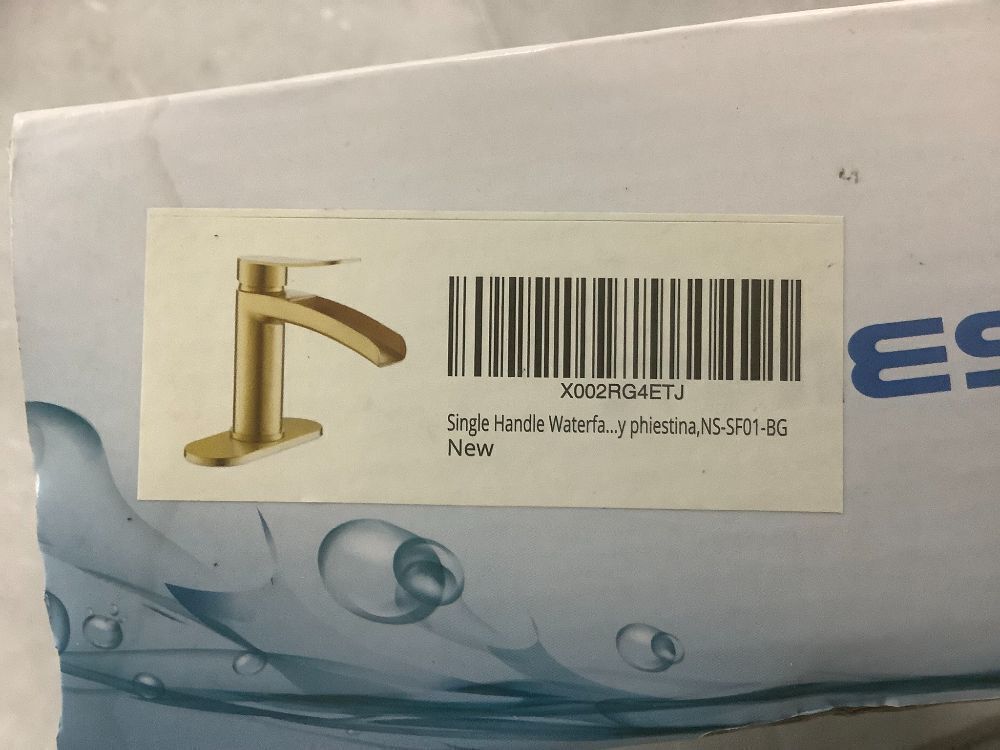 X002RG4ETJ
Single Handle Waterfa...y phiestina,NS-SF01-BG
New